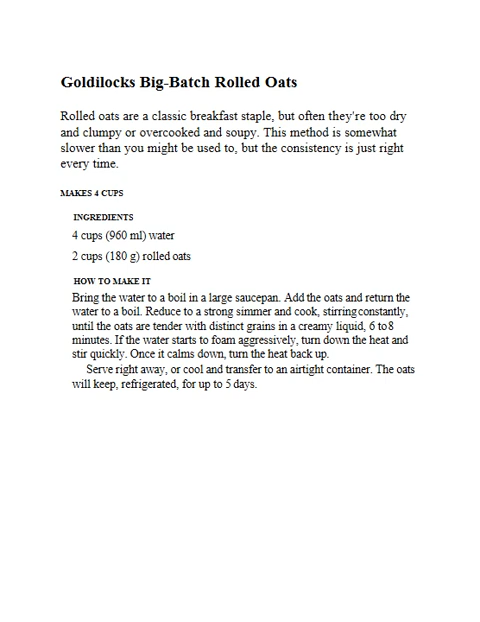 Goldilocks Big-Batch Rolled Oats
Rolled oats are a classic breakfast staple, but often they're too dry
and clumpy or overcooked and soupy. This method is somewhat
slower than you might be used to, but the consistency is just right
every time.
MAKES 4 CUPS
INGREDIENTS
4 cups (960 ml) water
2 cups (180 g) rolled oats
HOW TO MAKE IT
Bring the water to a boil in a large saucepan. Add the oats and return the
water to a boil. Reduce to a strong simmer and cook, stirring constantly,
until the oats are tender with distinct grains in a creamy liquid, 6 to 8
minutes. If the water starts to foam aggressively, turn down the heat and
stir quickly. Once it calms down, turn the heat back up.
Serve right away, or cool and transfer to an airtight container. The oats
will keep, refrigerated, for up to 5 days.